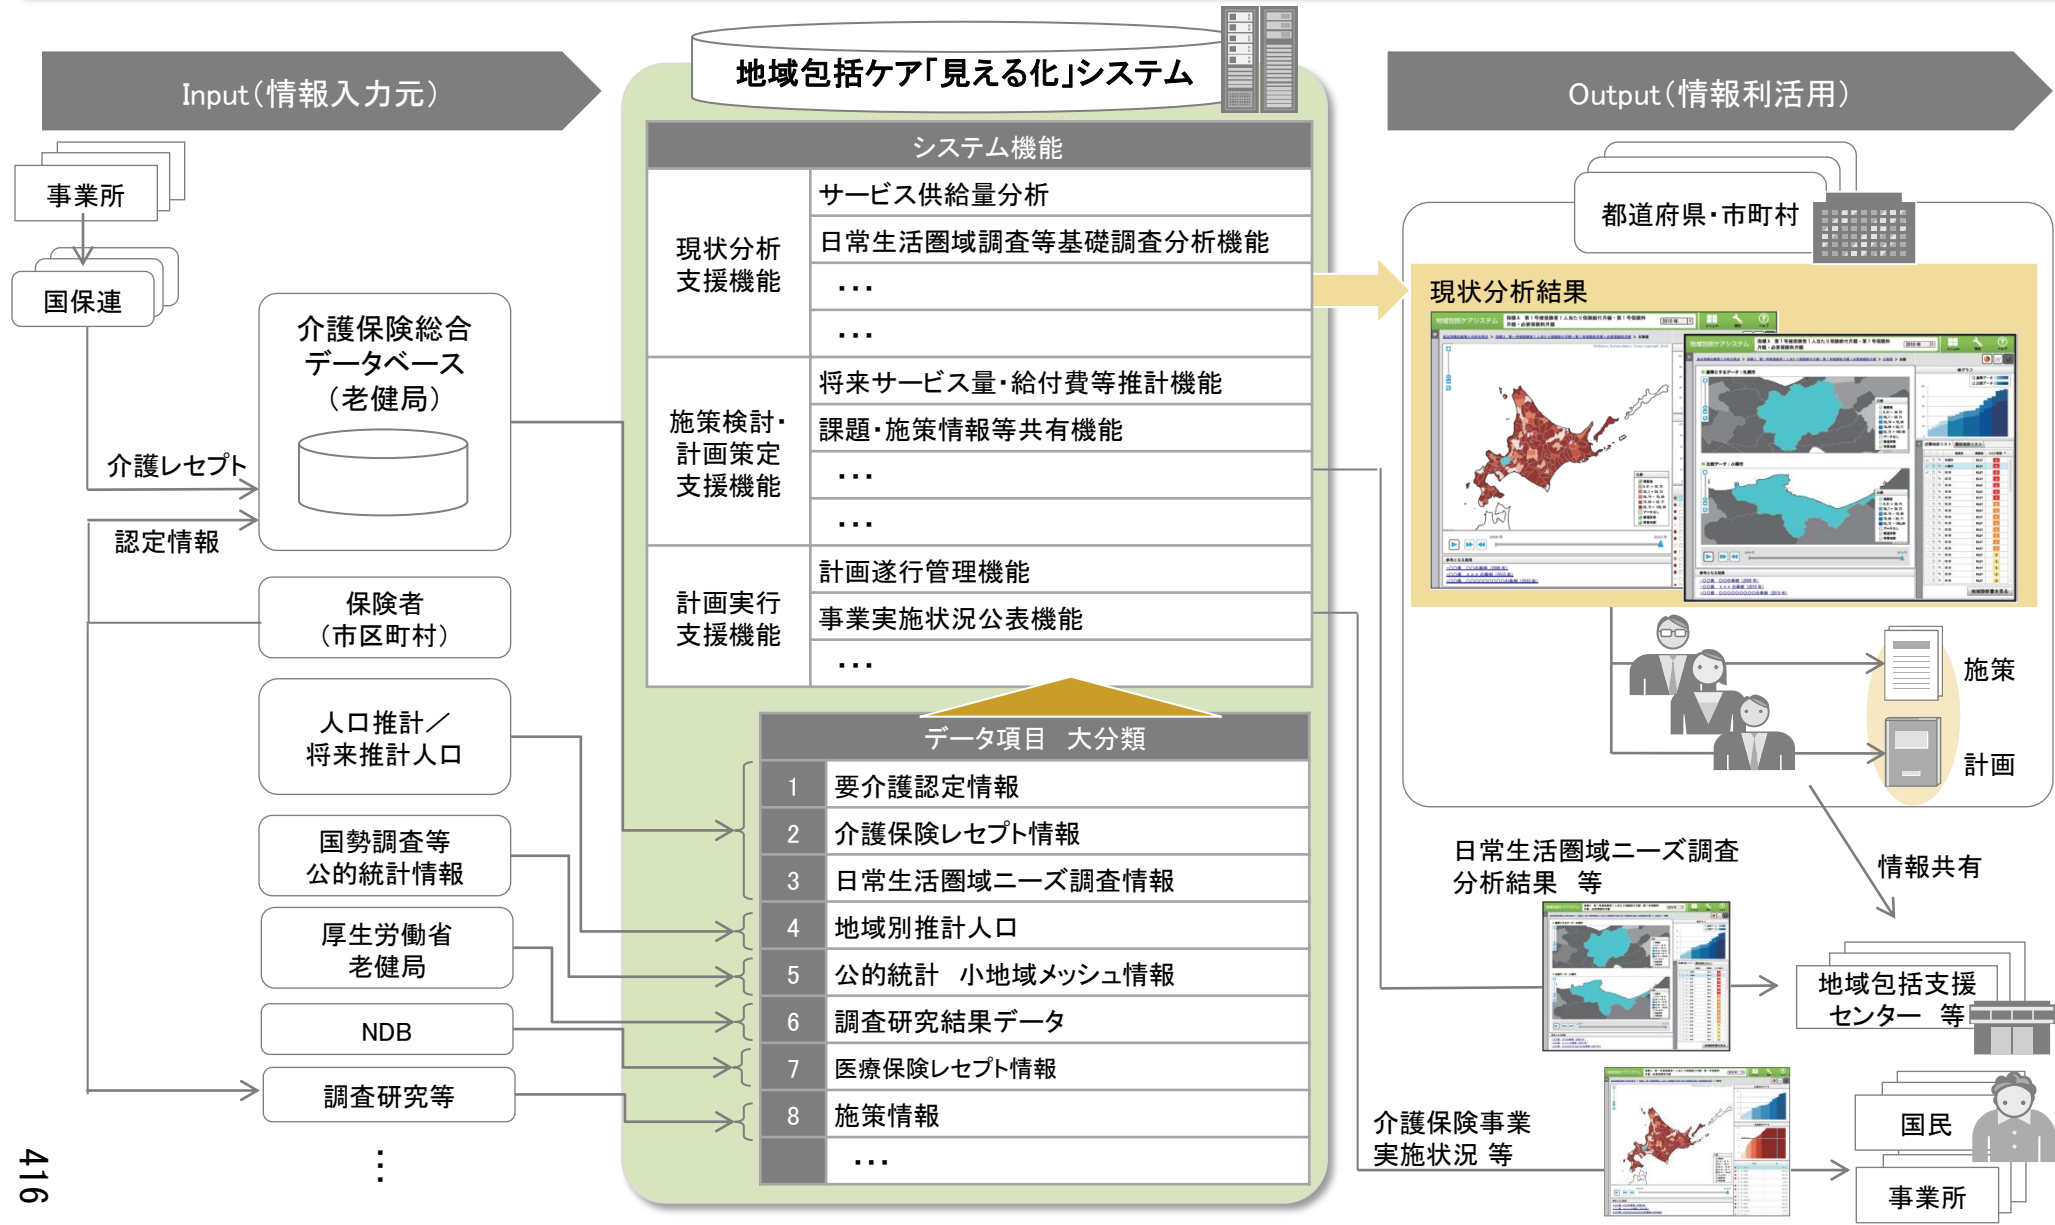 Input（情報入力元）
地域包括ケア「見える化」システム
Output（情報利活用）
事業所
国保連
介護保険総合
データベース
（老健局）
介護レセプト
認定情報
保険者
（市区町村）
人口推計／
将来推計人口
国勢調査等
公的統計情報
厚生労働省
老健局
NDB
調査研究等
…
システム機能
現状分析
支援機能
サービス供給量分析
日常生活圏域調査等基礎調査分析機能
…
…
施策検討・
計画策定
支援機能
将来サービス量・給付費等推計機能
課題・施策情報等共有機能
…
…
計画実行
支援機能
計画遂行管理機能
事業実施状況公表機能
…
データ項目　大分類
1 要介護認定情報
2 介護保険レセプト情報
3 日常生活圏域ニーズ調査情報
4 地域別推計人口
5 公的統計　小地域メッシュ情報
6 調査研究結果データ
7 医療保険レセプト情報
8 施策情報
…
都道府県・市町村
現状分析結果
地域包括ケアシステム
施策
計画
日常生活圏域ニーズ調査
分析結果　等
情報共有
地域包括支援
センター　等
介護保険事業
実施状況 等
国民
事業所
416